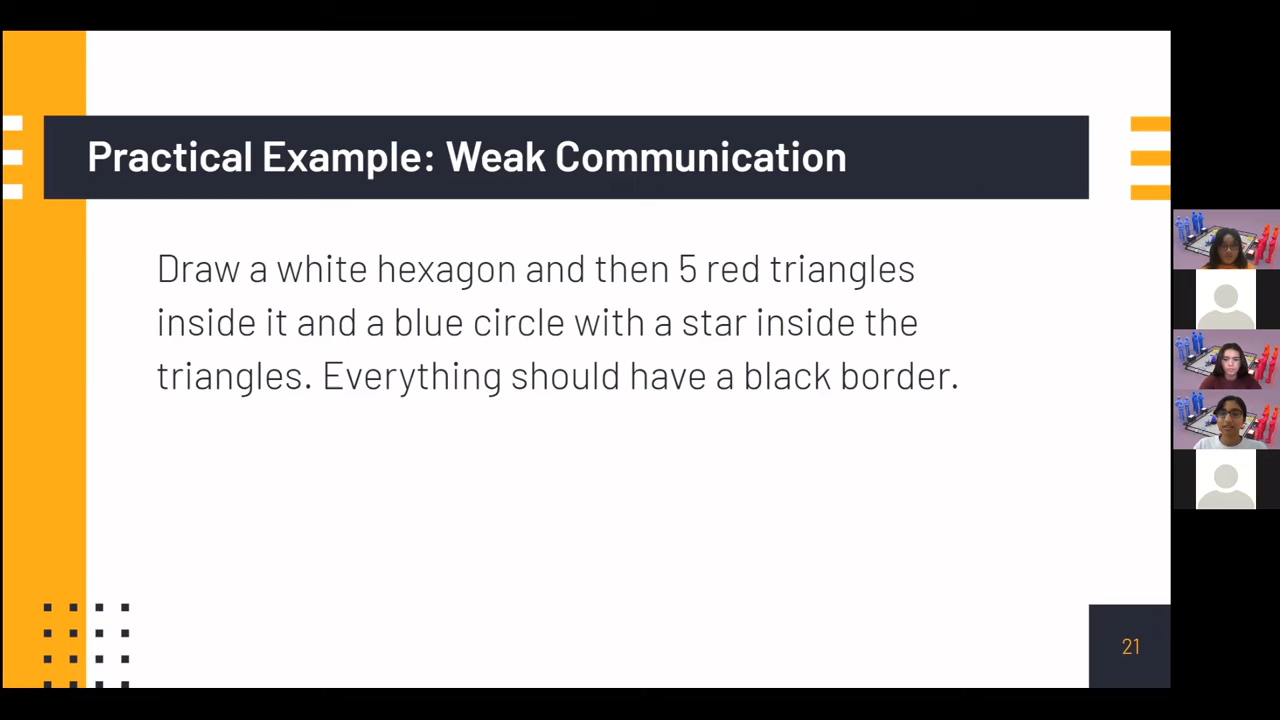 Practical Example: Weak Communication
Draw a white hexagon and then 5 red triangles
inside it and a blue circle with a star inside the
triangles. Everything should have a black border.
21